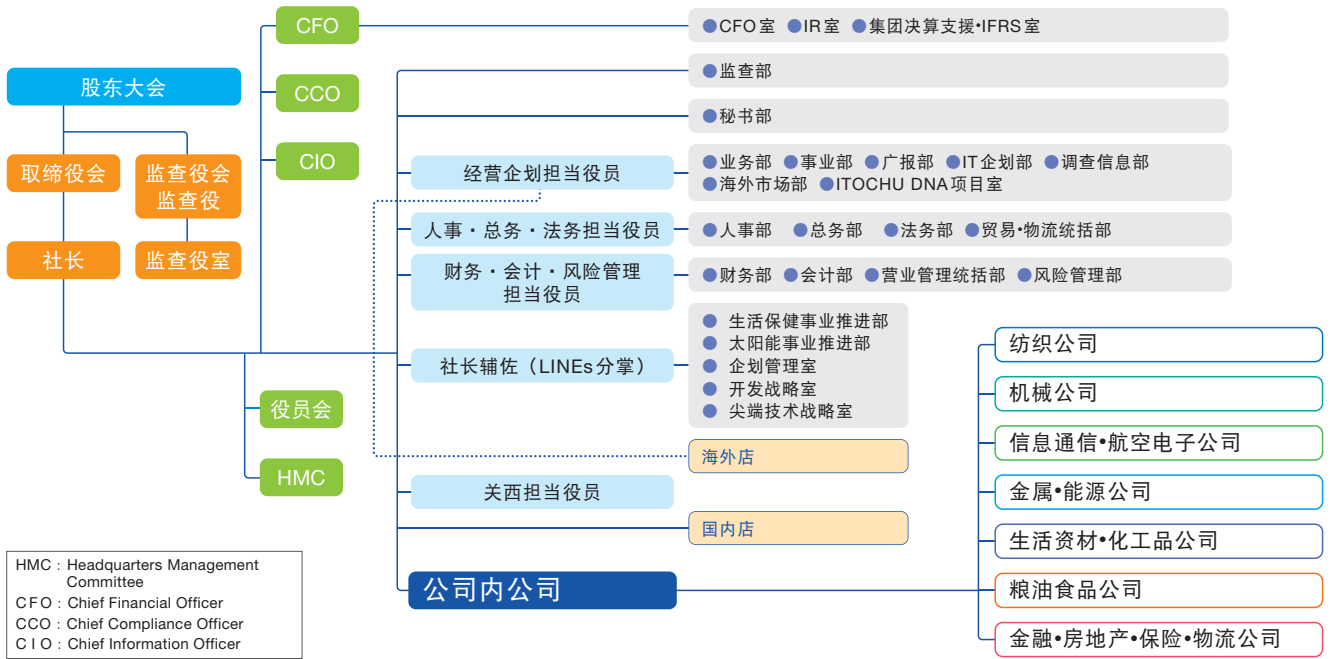 股东大会
取缔役会
监查役会
监查役
社长
监查役室
CFO
CCO
CIO
役员会
HMC
●CFO室 ●IR室 ●集团决算支援•IFRS室
●监查部
●秘书部
经营企划担当役员
●业务部 ●事业部 ●广报部 ●IT企划部 ●调查信息部
●海外市场部 ●ITOCHU DNA项目室
人事・总务・法务担当役员
●人事部 ●总务部 ●法务部 ●贸易•物流统括部
财务・会计・风险管理
担当役员
●财务部 ●会计部 ●营业管理统括部 ●风险管理部
社长辅佐（LINEs分掌）
● 生活保健事业推进部
● 太阳能事业推进部
● 企划管理室
● 开发战略室
● 尖端技术战略室
海外店
关西担当役员
国内店
公司内公司
纺织公司
机械公司
信息通信•航空电子公司
金属•能源公司
生活资材•化工品公司
粮油食品公司
金融•房地产•保险•物流公司
HMC : Headquarters Management
Committee
CFO : Chief Financial Officer
CCO : Chief Compliance Officer
CIO : Chief Information Officer